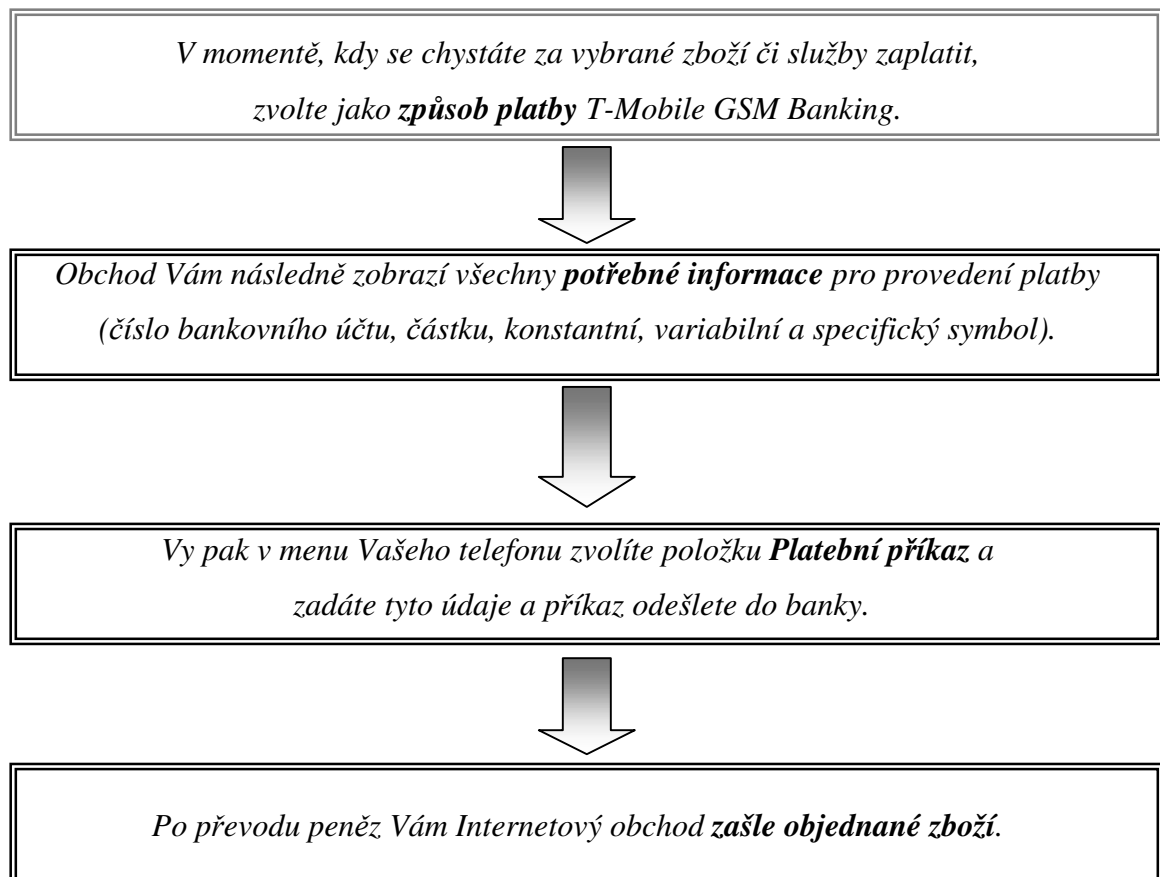 V momentě, kdy se chystáte za vybrané zboží či služby zaplatit,
zvolte jako způsob platby T-Mobile GSM Banking.
Obchod Vám následně zobrazí všechny potřebné informace pro provedení platby
(číslo bankovního účtu, částku, konstantní, variabilní a specifický symbol).
Vy pak v menu Vašeho telefonu zvolíte položku Platební příkaz a
zadáte tyto údaje a příkaz odešlete do banky.
Po převodu peněz Vám Internetový obchod zašle objednané zboží.